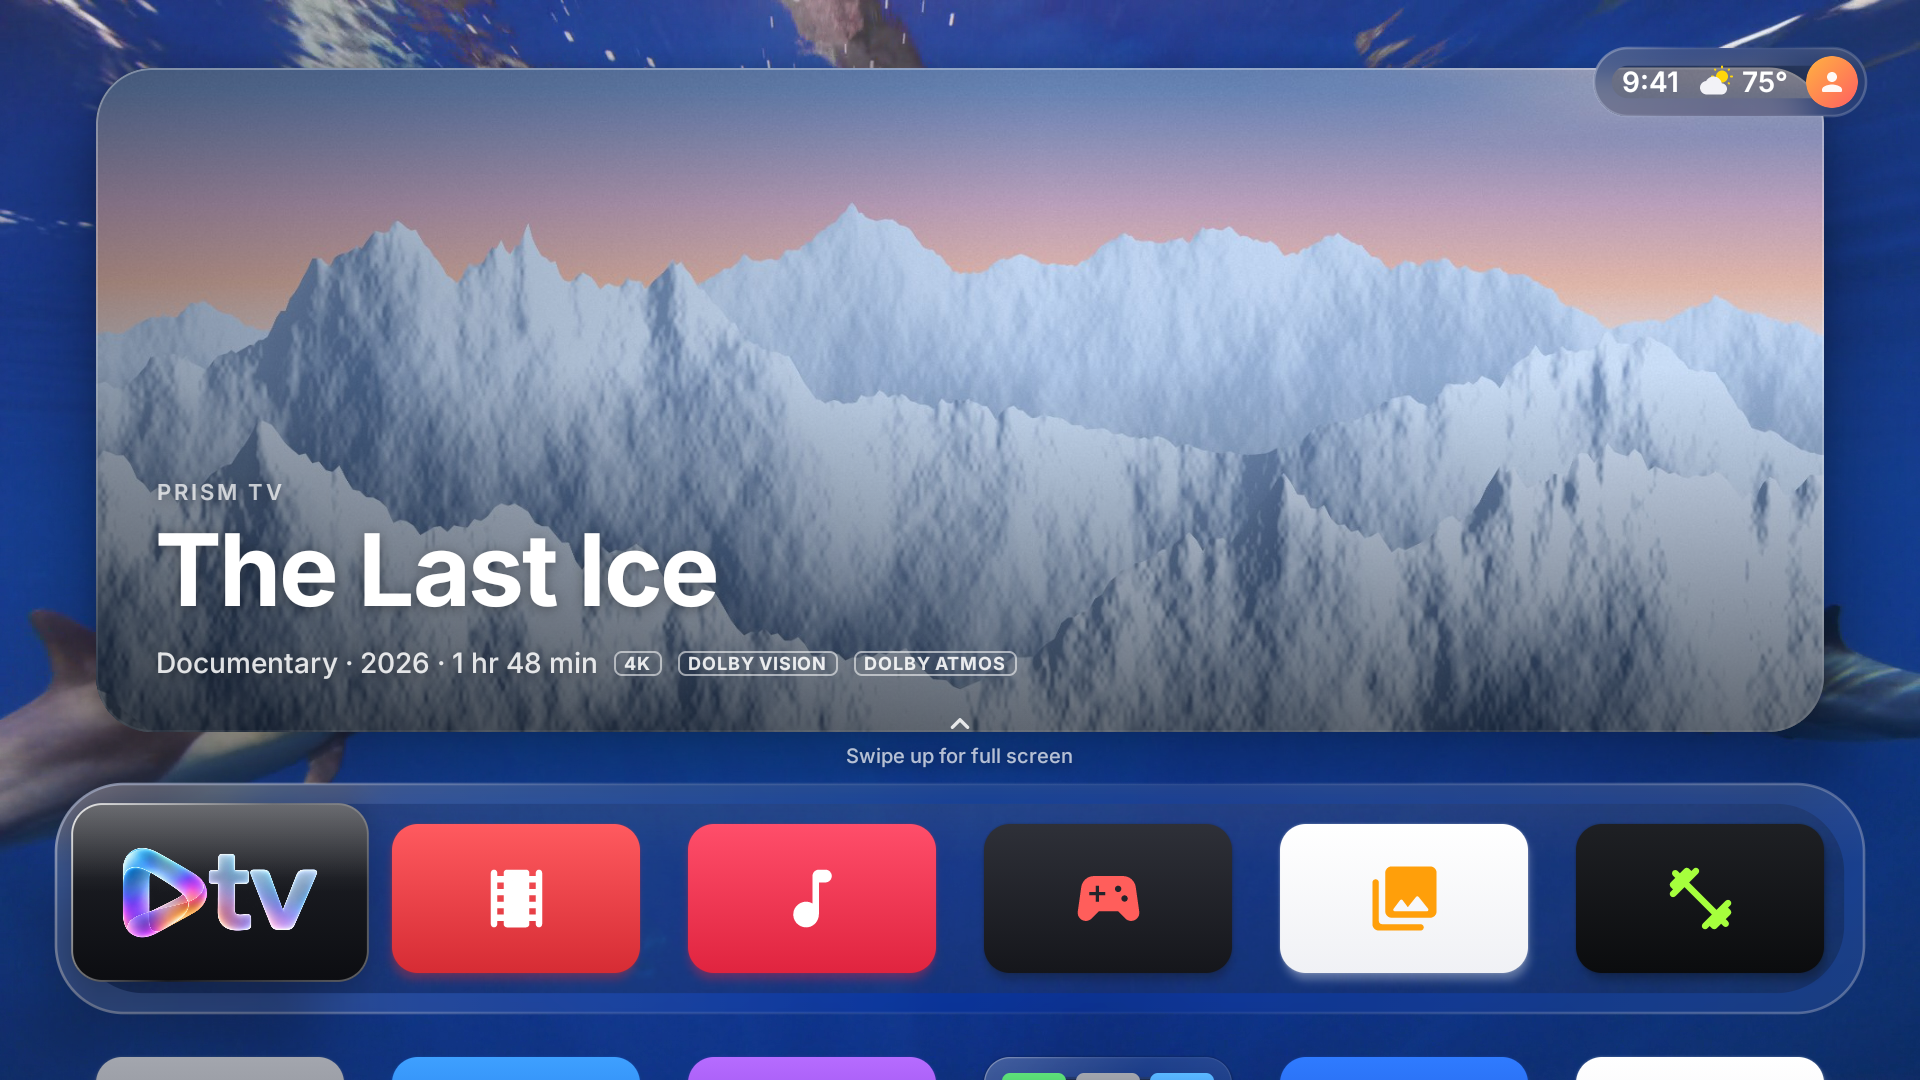 9:41 75°
PRISM TV
The Last Ice
Documentary · 2026 · 1 hr 48 min 4K DOLBY VISION DOLBY ATMOS
Swipe up for full screen
tv